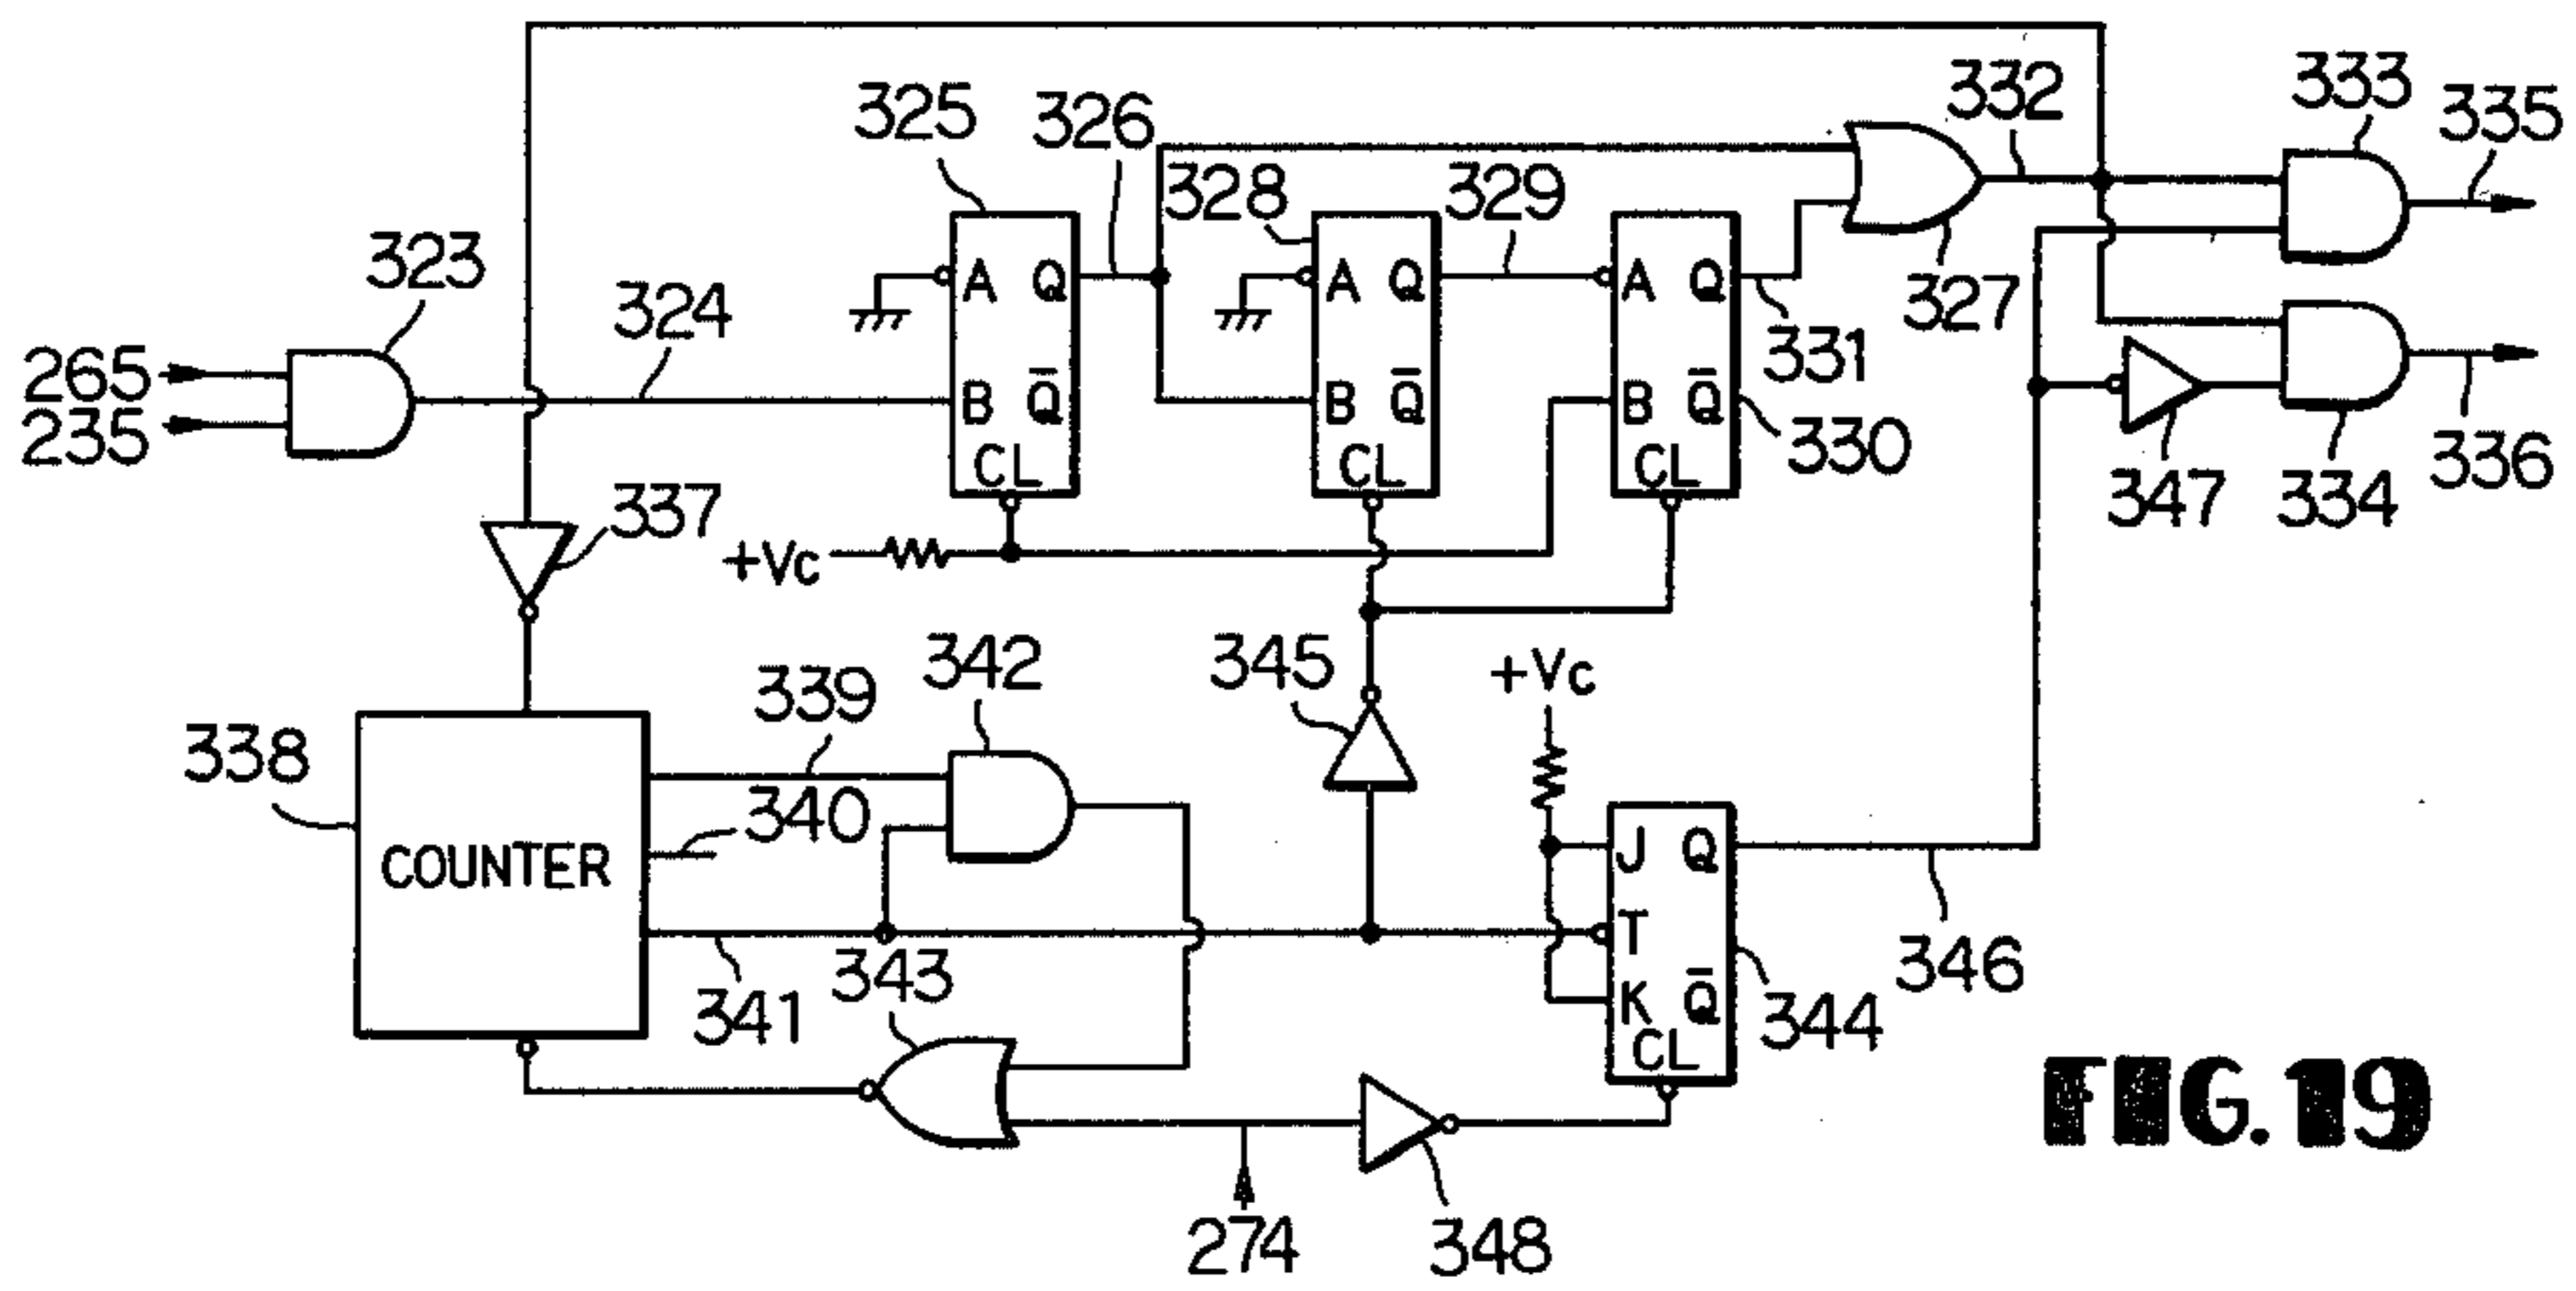 332
333
335
325
326
328
329
323
324
A Q
A Q
A Q
327
331
265
235
B Q̅
B Q̅
B Q̅
330
347
334
336
CL
CL
CL
337
+Vc
342
345
+Vc
339
338
340
COUNTER
J Q
T
346
343
341
K Q̅
344
CL
FIG.19
274
348